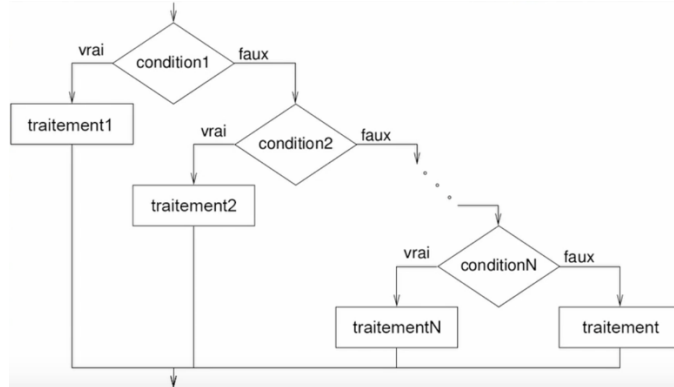 condition1
vrai
faux
traitement1
condition2
vrai
faux
traitement2
conditionN
vrai
faux
traitementN
traitement